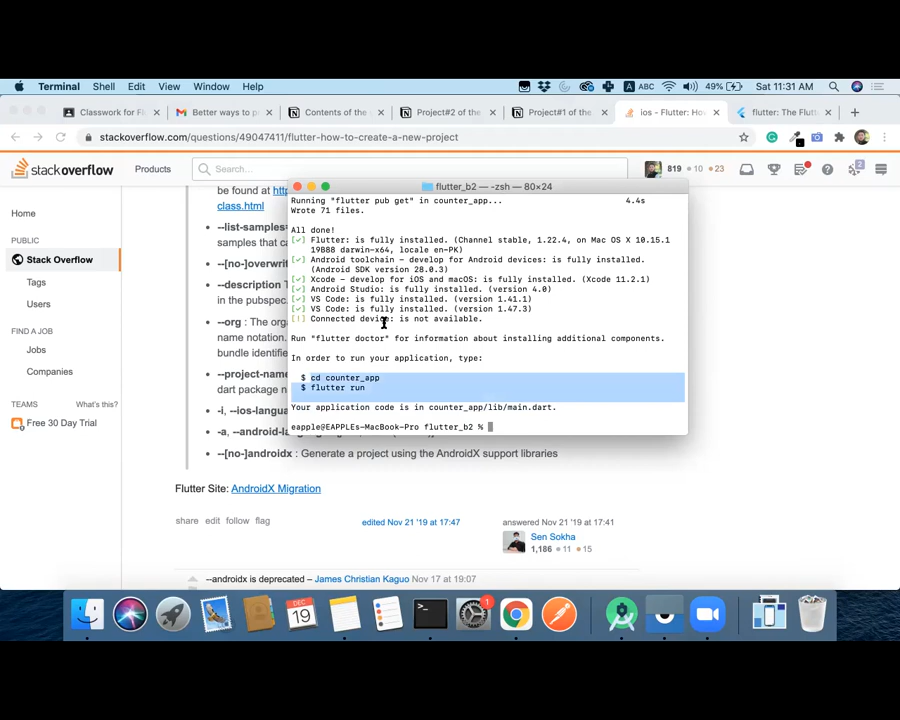 Terminal Shell Edit View Window Help A ABC 49% Sat 11:31 AM
Classwork for Fl Better ways to p Contents of the Project#2 of the Project#1 of the ios - Flutter: Ho flutter: The Flutt
stackoverflow.com/questions/49047411/flutter-how-to-create-a-new-project
stackoverflow Products Search... 819 10 23
Home
PUBLIC
Stack Overflow
Tags
Users
FIND A JOB
Jobs
Companies
TEAMS What's this?
Free 30 Day Trial
be found at
class.html
--list-samples=
samples that ca
--[no-]overwri
--description
in the pubspec.
--org : The org
name notation.
bundle identifie
--project-name
dart package n
-i, --ios-langua
-a, --android-la
--[no-]androidx : Generate a project using the AndroidX support libraries
flutter_b2 — -zsh — 80×24
Running "flutter pub get" in counter_app... 4.4s
Wrote 71 files.
All done!
[✓] Flutter: is fully installed. (Channel stable, 1.22.4, on Mac OS X 10.15.1
19B88 darwin-x64, locale en-PK)
[✓] Android toolchain - develop for Android devices: is fully installed.
(Android SDK version 28.0.3)
[✓] Xcode - develop for iOS and macOS: is fully installed. (Xcode 11.2.1)
[✓] Android Studio: is fully installed. (version 4.0)
[✓] VS Code: is fully installed. (version 1.41.1)
[✓] VS Code: is fully installed. (version 1.47.3)
[!] Connected device: is not available.
Run "flutter doctor" for information about installing additional components.
In order to run your application, type:
$ cd counter_app
$ flutter run
Your application code is in counter_app/lib/main.dart.
eapple@EAPPLEs-MacBook-Pro flutter_b2 %
Flutter Site: AndroidX Migration
share edit follow flag edited Nov 21 '19 at 17:47 answered Nov 21 '19 at 17:41
Sen Sokha
1,186 11 15
--androidx is deprecated – James Christian Kaguo Nov 17 at 19:07
DEC
19
1